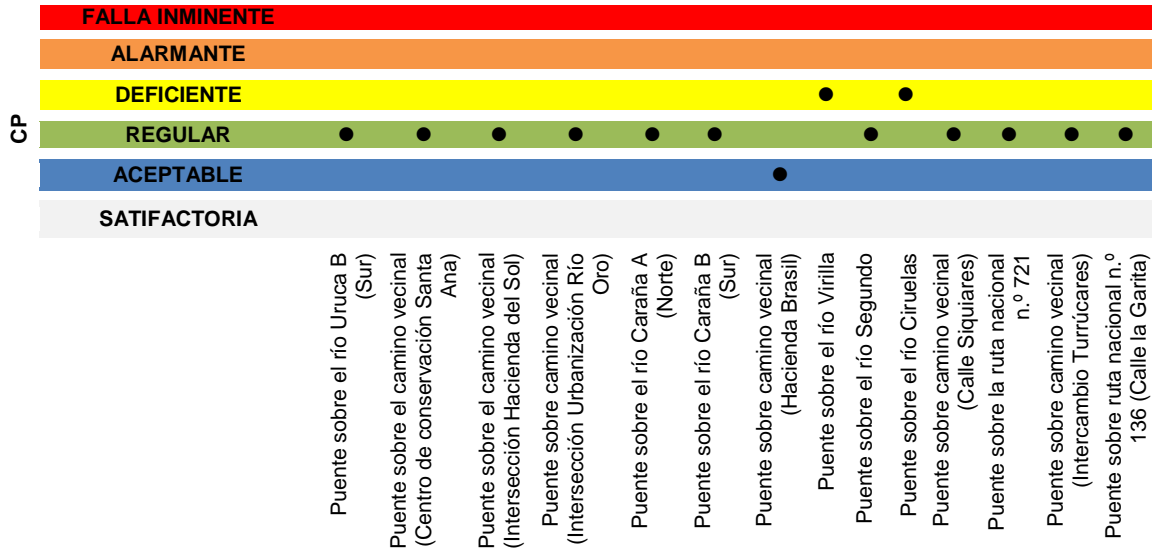 FALLA INMINENTE
ALARMANTE
DEFICIENTE
CP
REGULAR
ACEPTABLE
SATIFACTORIA
Puente sobre el río Uruca B
(Sur)
Puente sobre el camino vecinal
(Centro de conservación Santa
Ana)
Puente sobre el camino vecinal
(Intersección Hacienda del Sol)
Puente sobre camino vecinal
(Intersección Urbanización Río
Oro)
Puente sobre el río Caraña A
(Norte)
Puente sobre el río Caraña B
(Sur)
Puente sobre camino vecinal
(Hacienda Brasil)
Puente sobre el río Virilla
Puente sobre el río Segundo
Puente sobre el río Ciruelas
Puente sobre camino vecinal
(Calle Siquiares)
Puente sobre la ruta nacional
n.º 721
Puente sobre camino vecinal
(Intercambio Turrúcares)
Puente sobre ruta nacional n.º
136 (Calle la Garita)